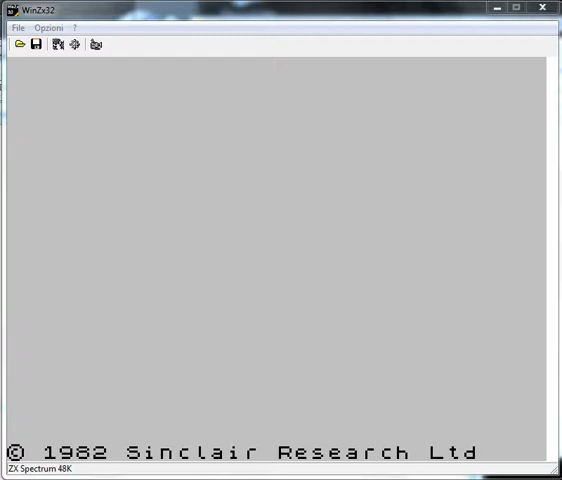 WinZx32
File Opzioni ?
© 1982 Sinclair Research Ltd
ZX Spectrum 48K